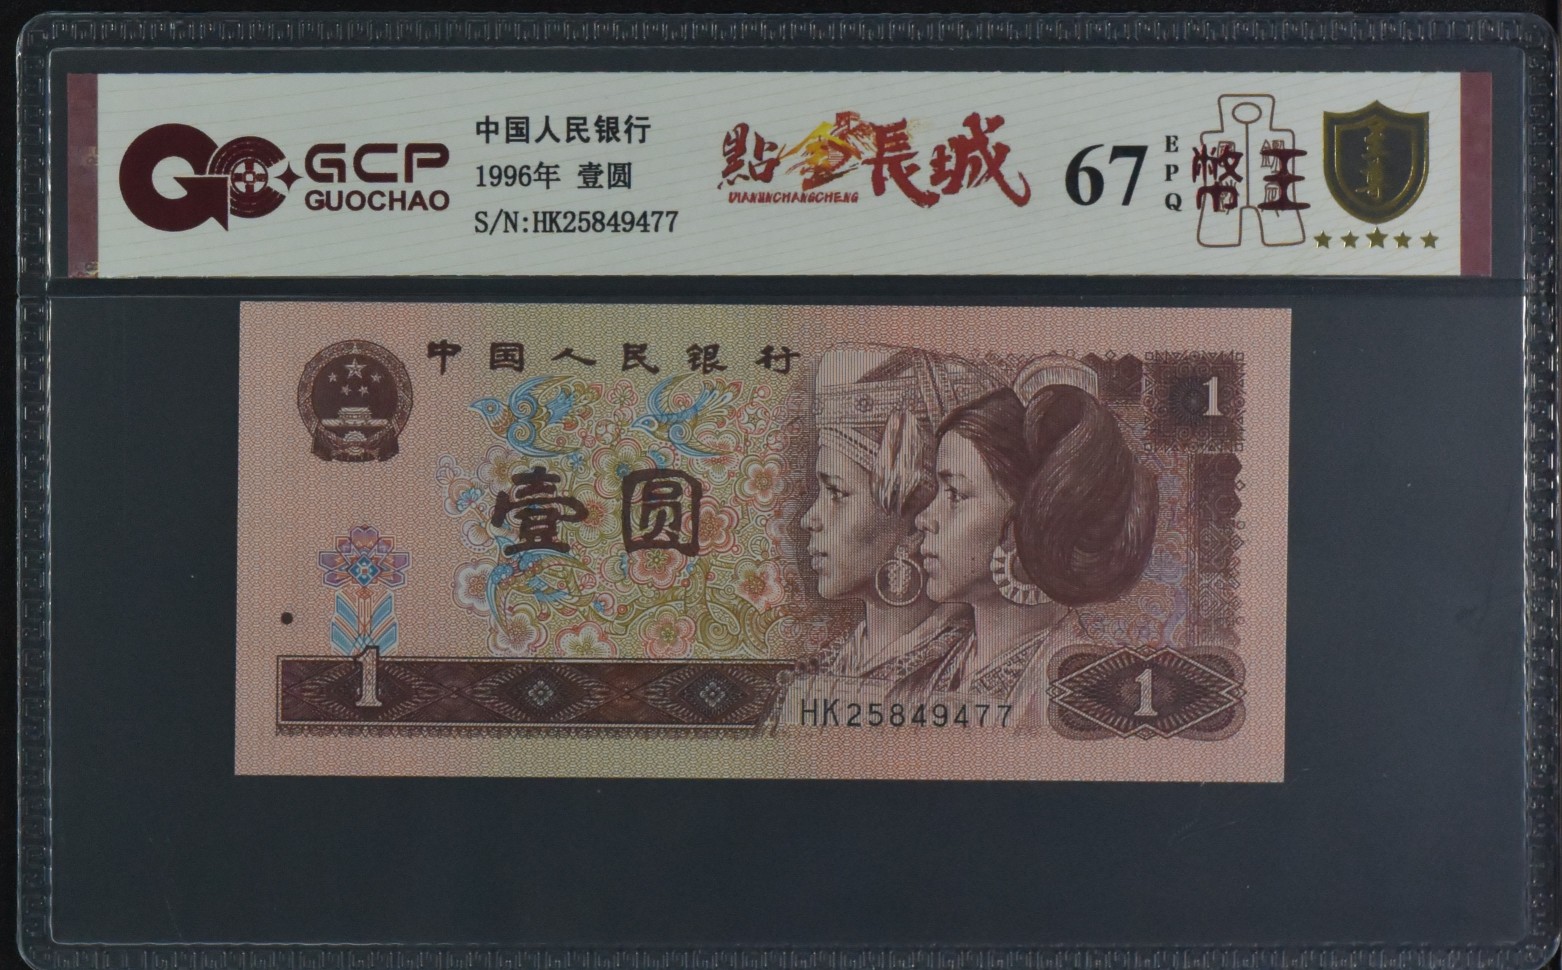 GCP
GUOCHAO
中国人民银行
1996年 壹圆
S/N:HK25849477
點金長城
DIANJINCHANGCHENG
67
EPQ
幣王
中国人民银行
1
壹圆
1
HK25849477
1